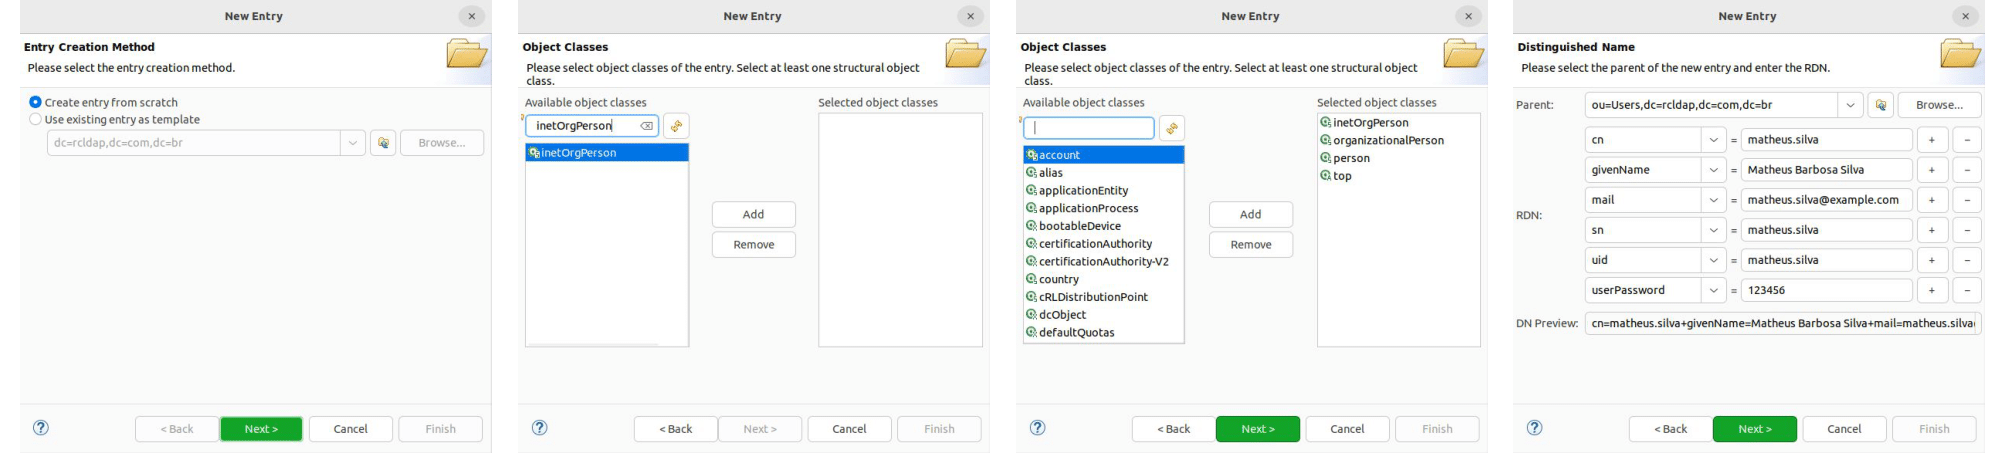 New Entry
×
Entry Creation Method
Please select the entry creation method.
Create entry from scratch
Use existing entry as template
dc=rcldap,dc=com,dc=br
Browse...
?
< Back
Next >
Cancel
Finish
New Entry
×
Object Classes
Please select object classes of the entry. Select at least one structural object
class.
Available object classes
Selected object classes
inetOrgPerson
inetOrgPerson
Add
Remove
?
< Back
Next >
Cancel
Finish
New Entry
×
Object Classes
Please select object classes of the entry. Select at least one structural object
class.
Available object classes
Selected object classes
account
alias
applicationEntity
applicationProcess
bootableDevice
certificationAuthority
certificationAuthority-V2
country
cRLDistributionPoint
dcObject
defaultQuotas
Add
Remove
inetOrgPerson
organizationalPerson
person
top
?
< Back
Next >
Cancel
Finish
New Entry
×
Distinguished Name
Please select the parent of the new entry and enter the RDN.
Parent: ou=Users,dc=rcldap,dc=com,dc=br Browse...
RDN:
cn = matheus.silva + -
givenName = Matheus Barbosa Silva + -
mail = matheus.silva@example.com + -
sn = matheus.silva + -
uid = matheus.silva + -
userPassword = 123456 + -
DN Preview: cn=matheus.silva+givenName=Matheus Barbosa Silva+mail=matheus.silva
?
< Back
Next >
Cancel
Finish